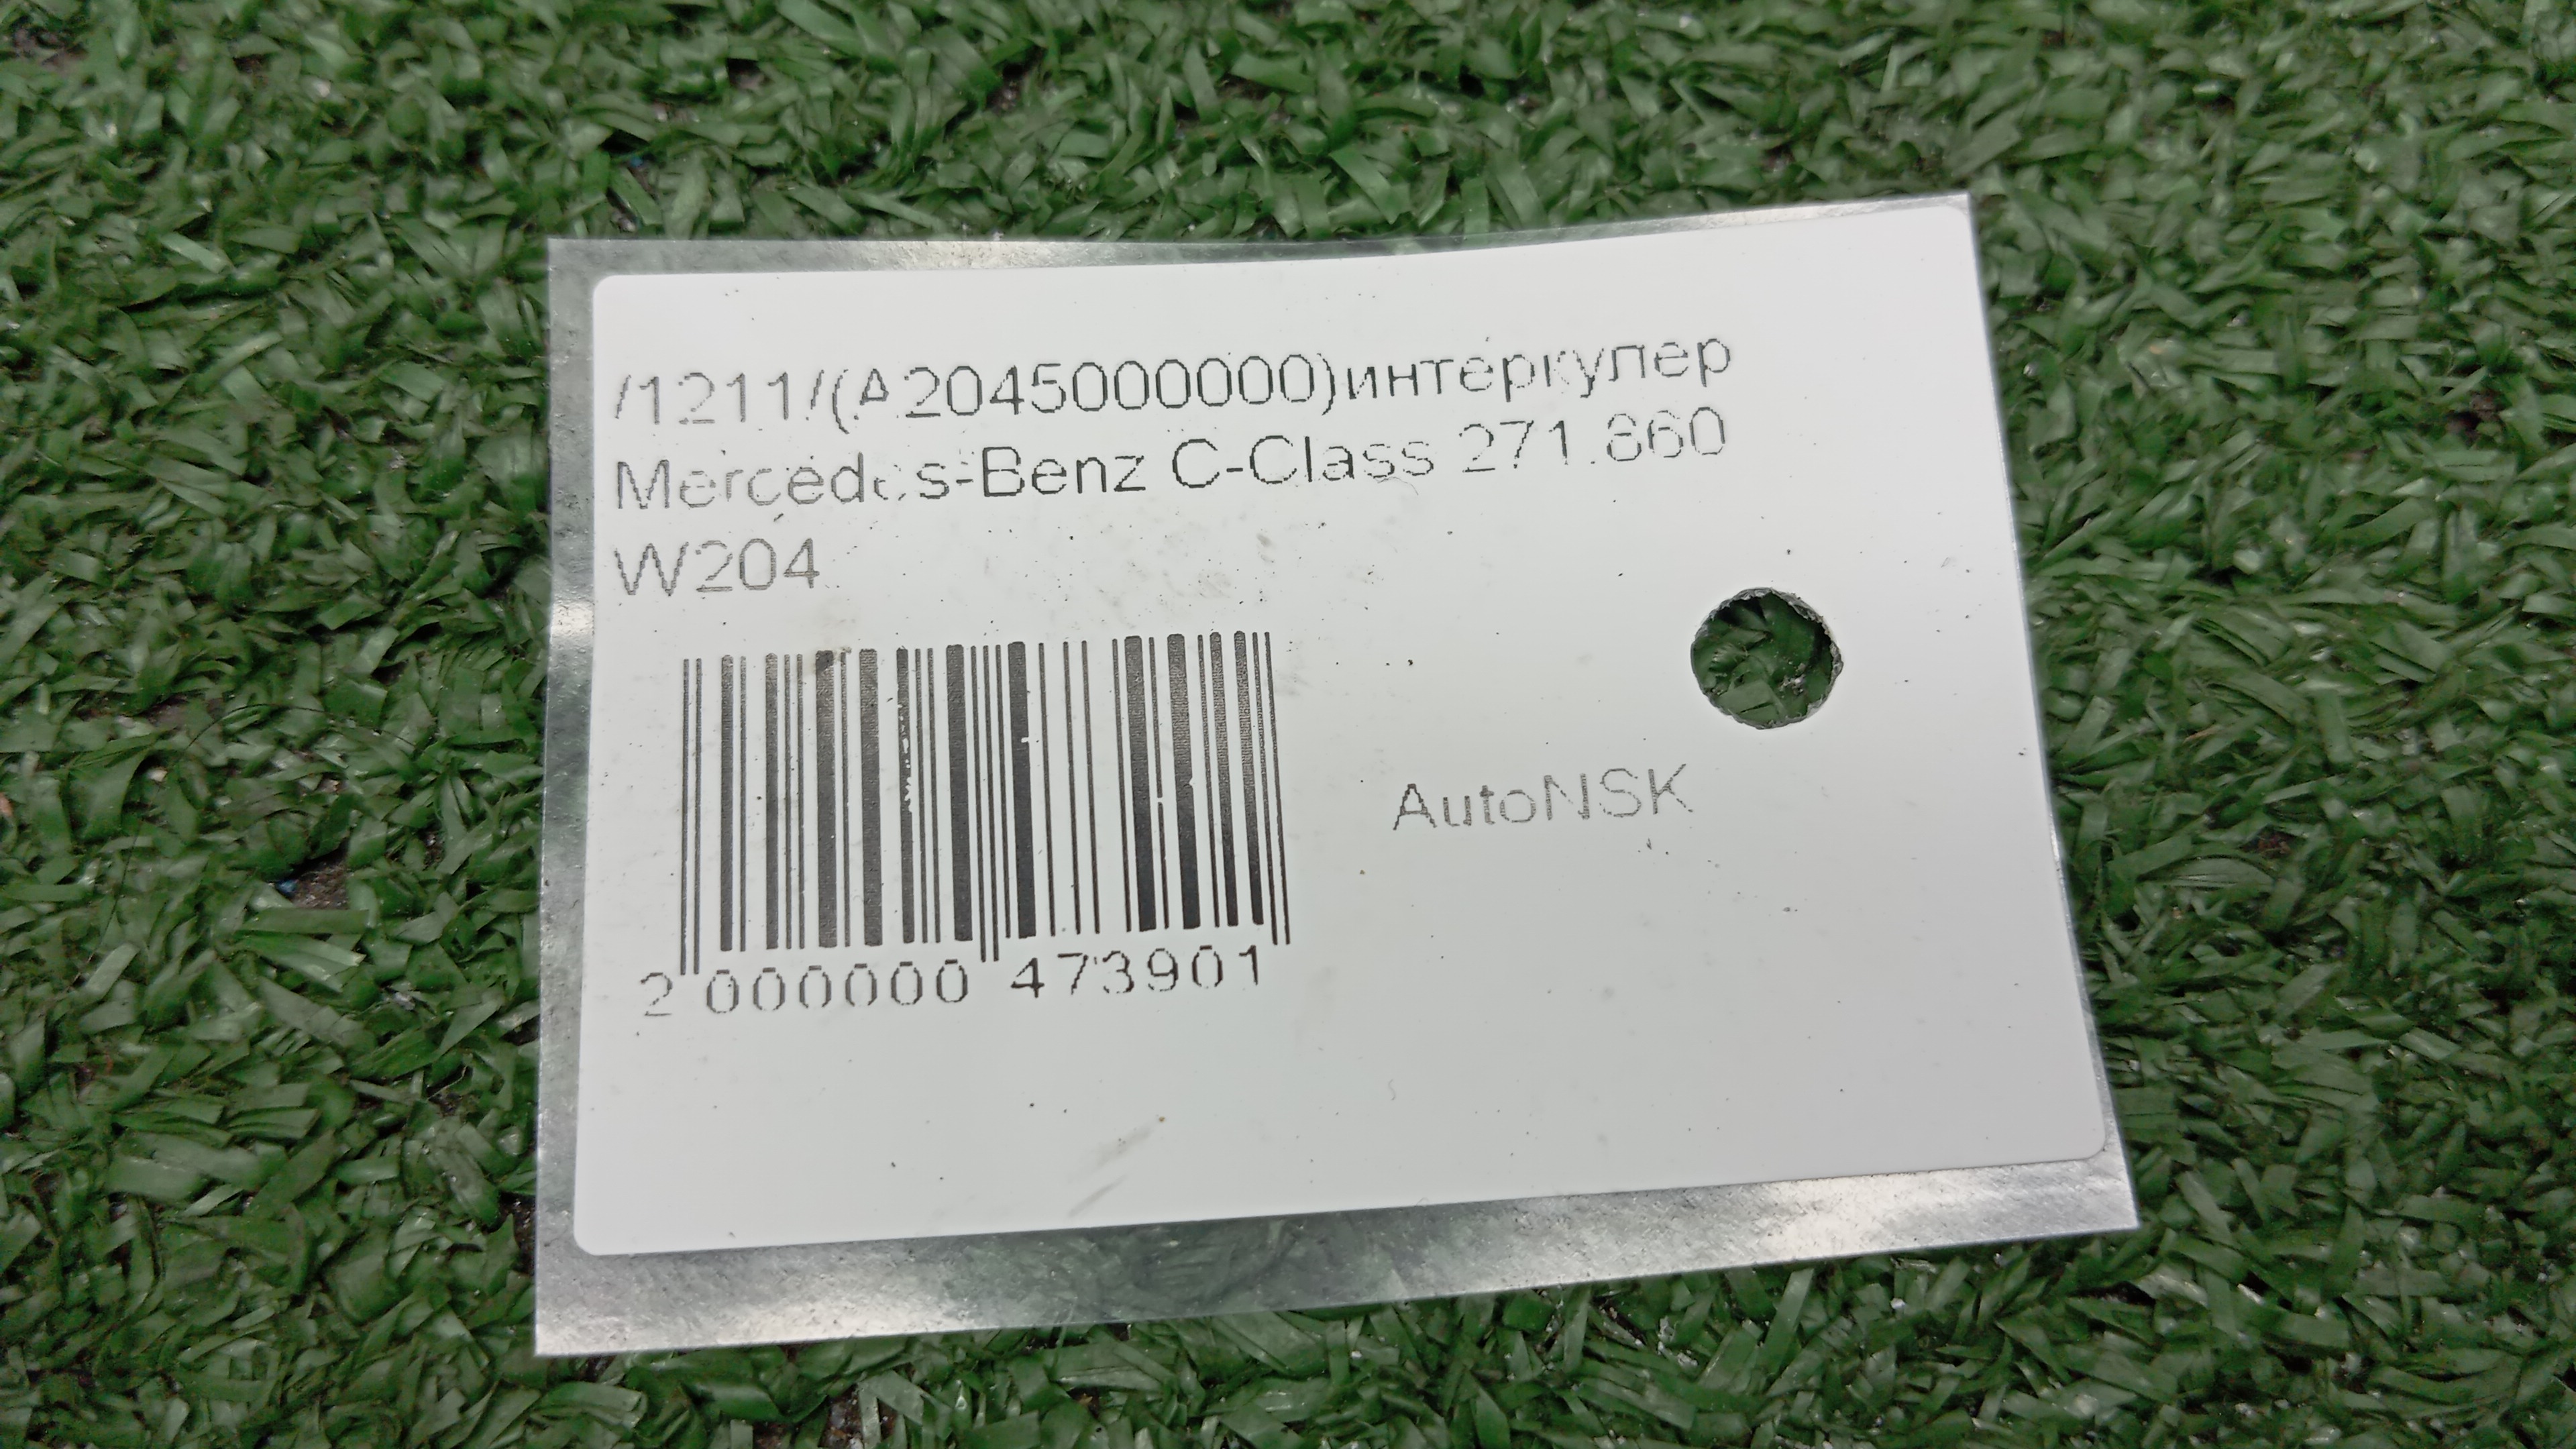 /1211/(A2045000000)интеркулер
Mercedes-Benz C-Class 271.860
W204
2 000000 473901
AutoNSK